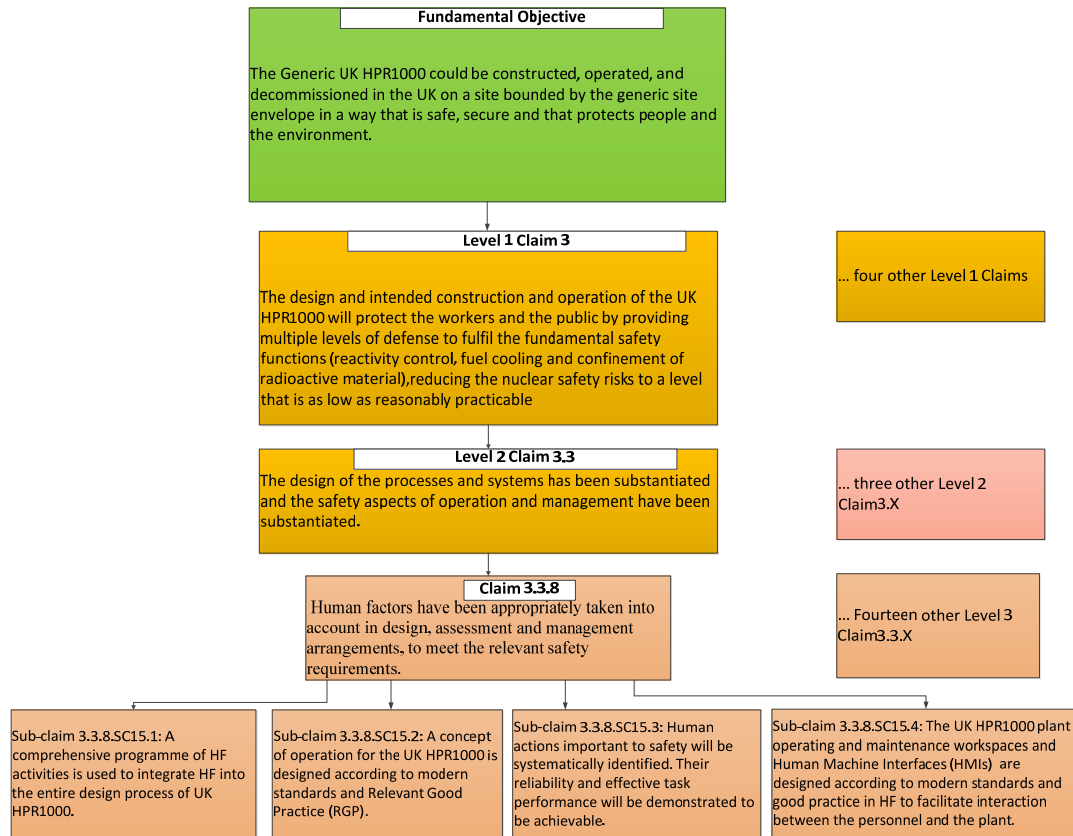 Fundamental Objective
The Generic UK HPR1000 could be constructed, operated, and
decommissioned in the UK on a site bounded by the generic site
envelope in a way that is safe, secure and that protects people and
the environment.
Level 1 Claim 3
The design and intended construction and operation of the UK
HPR1000 will protect the workers and the public by providing
multiple levels of defense to fulfil the fundamental safety
functions (reactivity control, fuel cooling and confinement of
radioactive material),reducing the nuclear safety risks to a level
that is as low as reasonably practicable
... four other Level 1 Claims
Level 2 Claim 3.3
The design of the processes and systems has been substantiated
and the safety aspects of operation and management have been
substantiated.
... three other Level 2
Claim3.X
Claim 3.3.8
Human factors have been appropriately taken into
account in design, assessment and management
arrangements, to meet the relevant safety
requirements.
... Fourteen other Level 3
Claim3.3.X
Sub-claim 3.3.8.SC15.1: A
comprehensive programme of HF
activities is used to integrate HF into
the entire design process of UK
HPR1000.
Sub-claim 3.3.8.SC15.2: A concept
of operation for the UK HPR1000 is
designed according to modern
standards and Relevant Good
Practice (RGP).
Sub-claim 3.3.8.SC15.3: Human
actions important to safety will be
systematically identified. Their
reliability and effective task
performance will be demonstrated to
be achievable.
Sub-claim 3.3.8.SC15.4: The UK HPR1000 plant
operating and maintenance workspaces and
Human Machine Interfaces (HMIs) are
designed according to modern standards and
good practice in HF to facilitate interaction
between the personnel and the plant.